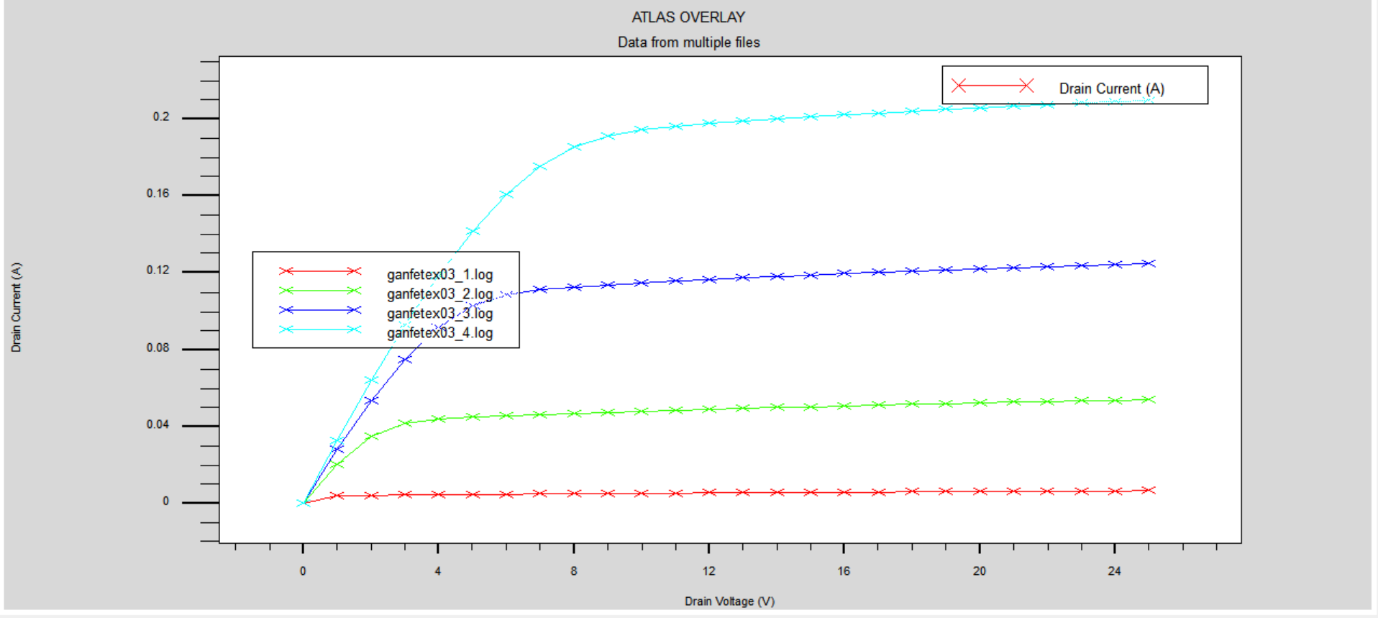 ATLAS OVERLAY
Data from multiple files
Drain Current (A)
0.2
0.16
0.12
0.08
0.04
0
Drain Current (A)
ganfetex03_1.log
ganfetex03_2.log
ganfetex03_3.log
ganfetex03_4.log
0 4 8 12 16 20 24
Drain Voltage (V)